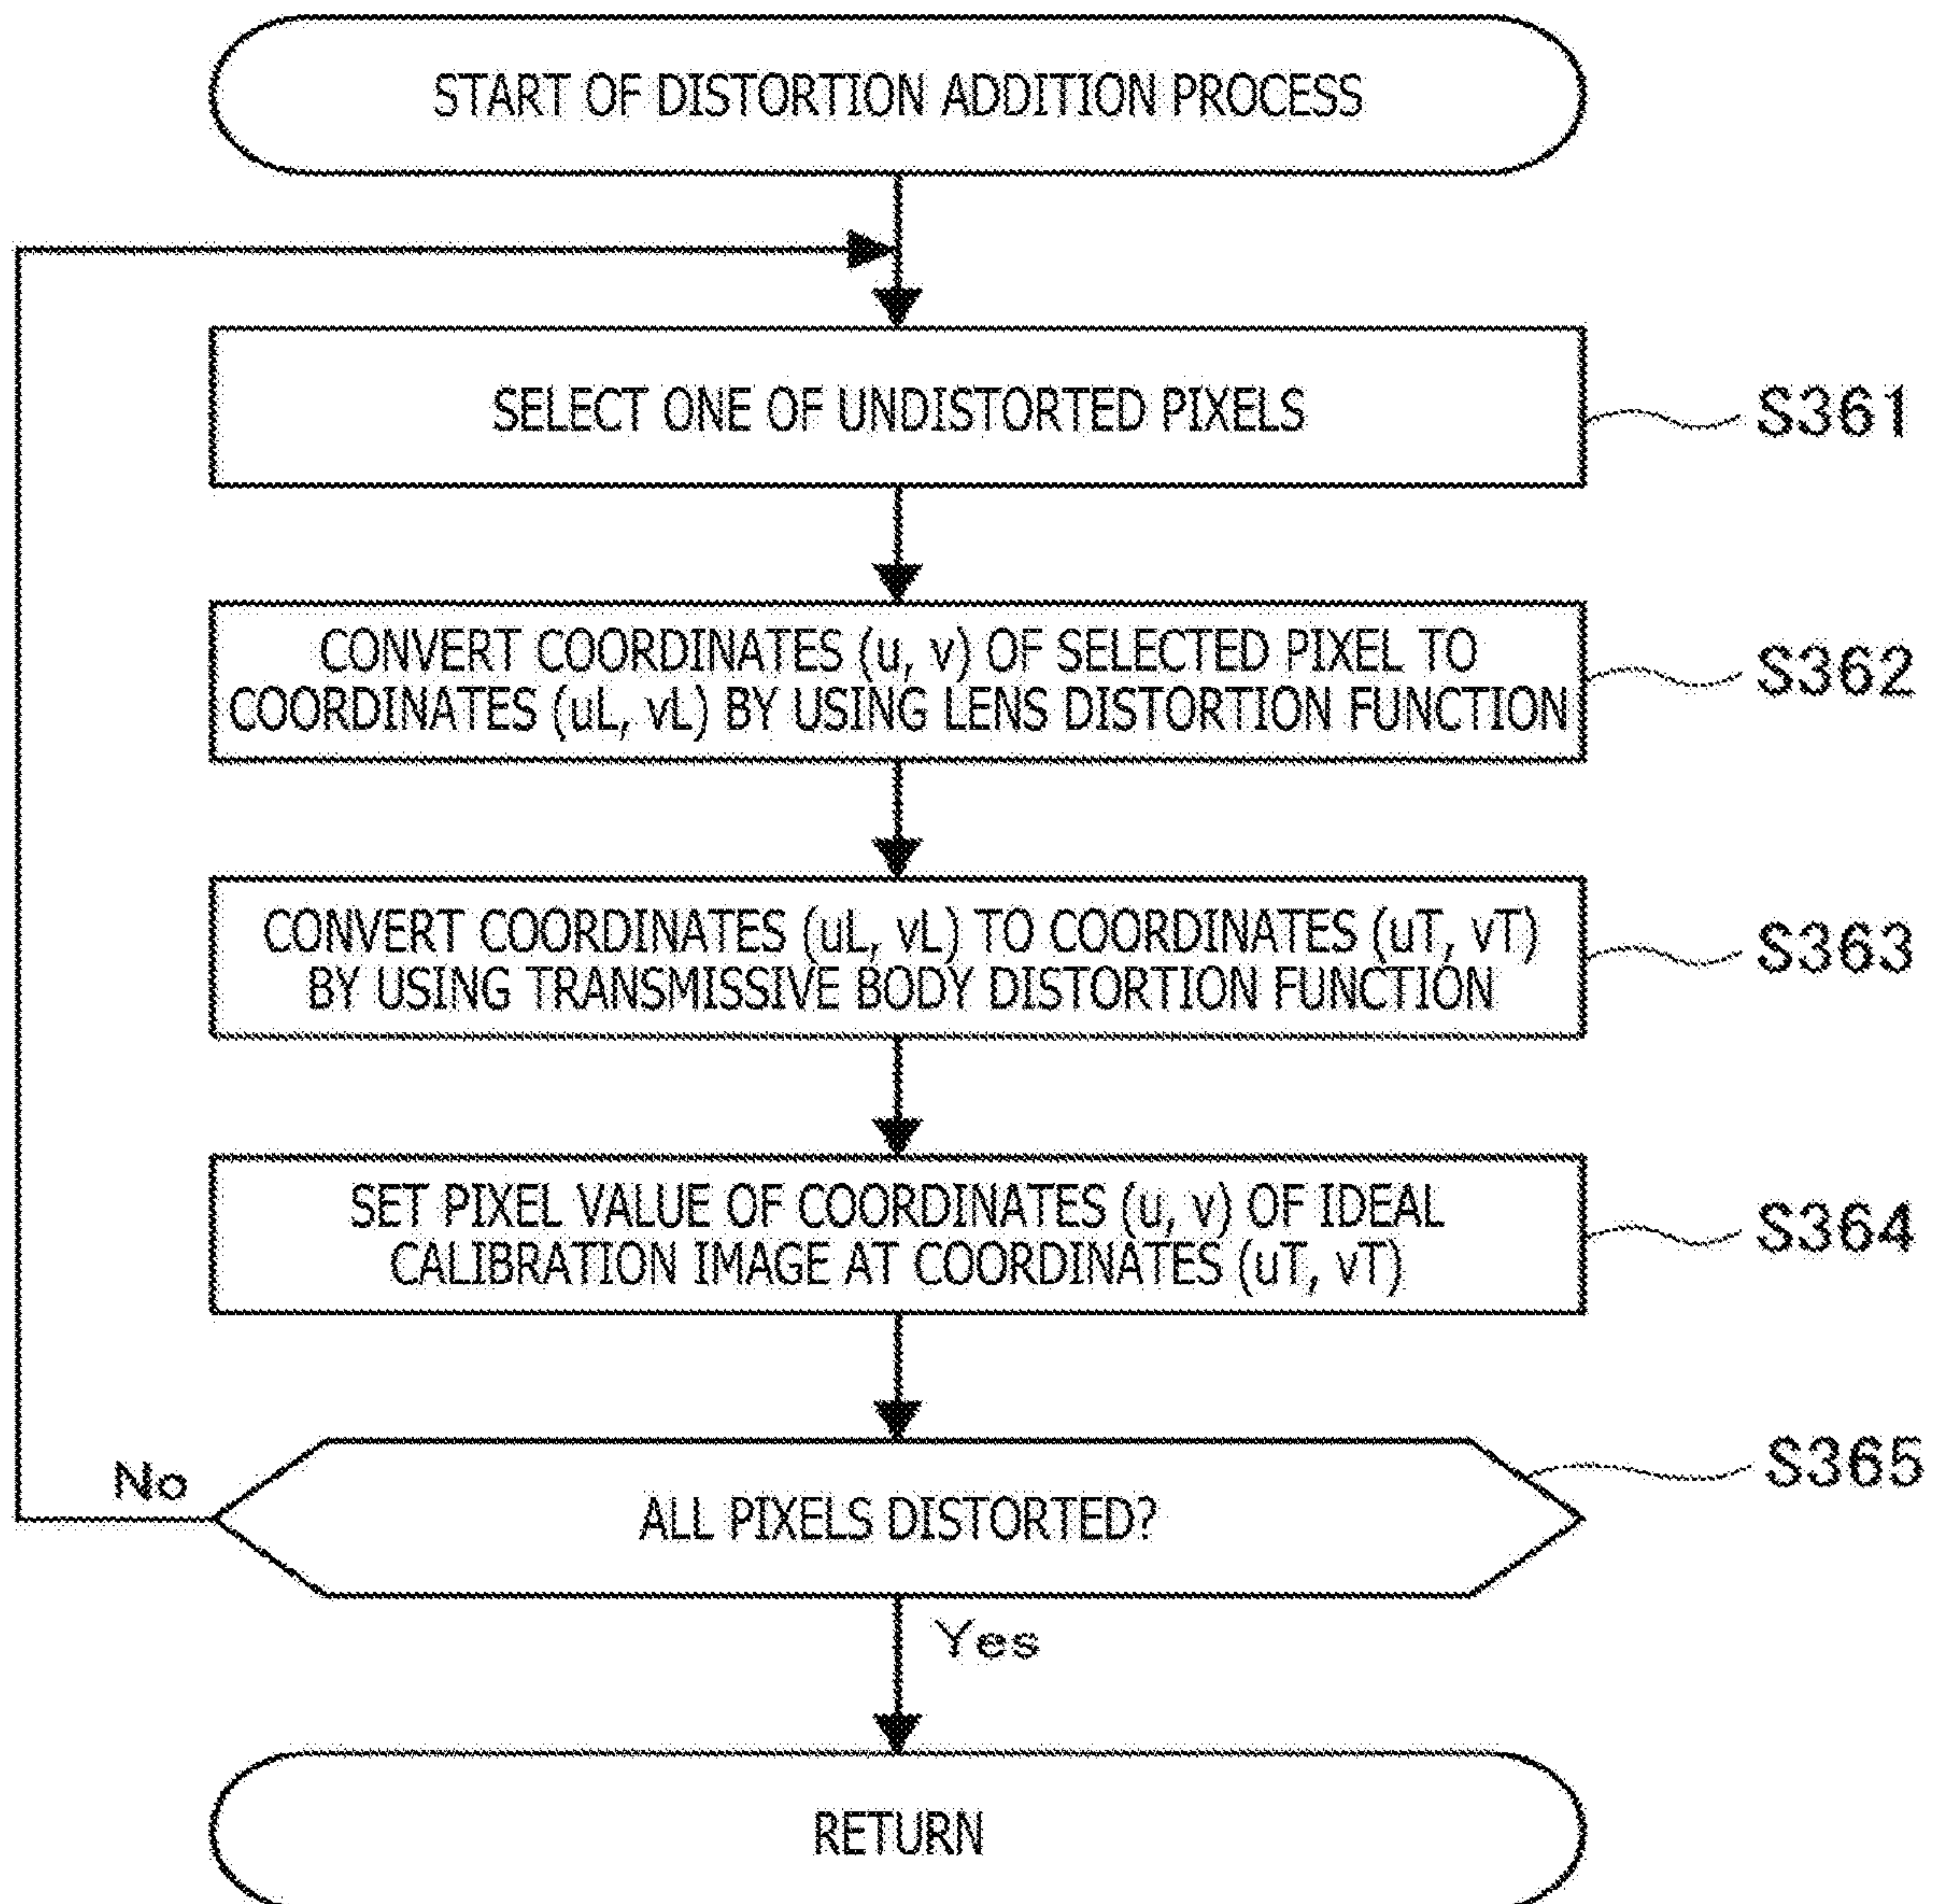 START OF DISTORTION ADDITION PROCESS
SELECT ONE OF UNDISTORTED PIXELS
S361
CONVERT COORDINATES (u, v) OF SELECTED PIXEL TO
COORDINATES (uL, vL) BY USING LENS DISTORTION FUNCTION
S362
CONVERT COORDINATES (uL, vL) TO COORDINATES (uT, vT)
BY USING TRANSMISSIVE BODY DISTORTION FUNCTION
S363
SET PIXEL VALUE OF COORDINATES (u, v) OF IDEAL
CALIBRATION IMAGE AT COORDINATES (uT, vT)
S364
ALL PIXELS DISTORTED?
S365
No
Yes
RETURN